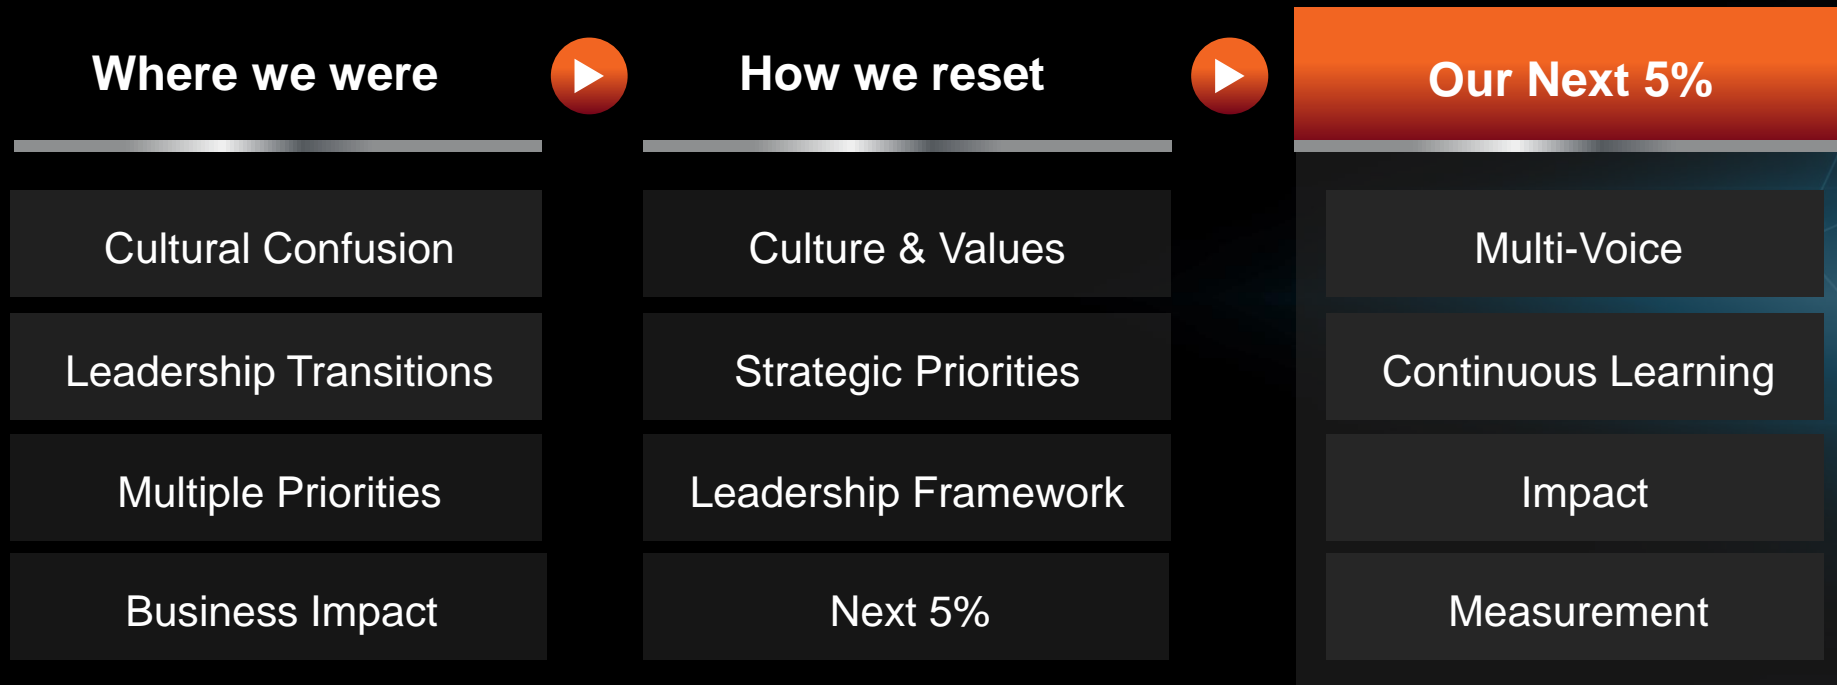 Where we were
How we reset
Our Next 5%
Cultural Confusion
Culture & Values
Multi-Voice
Leadership Transitions
Strategic Priorities
Continuous Learning
Multiple Priorities
Leadership Framework
Impact
Business Impact
Next 5%
Measurement